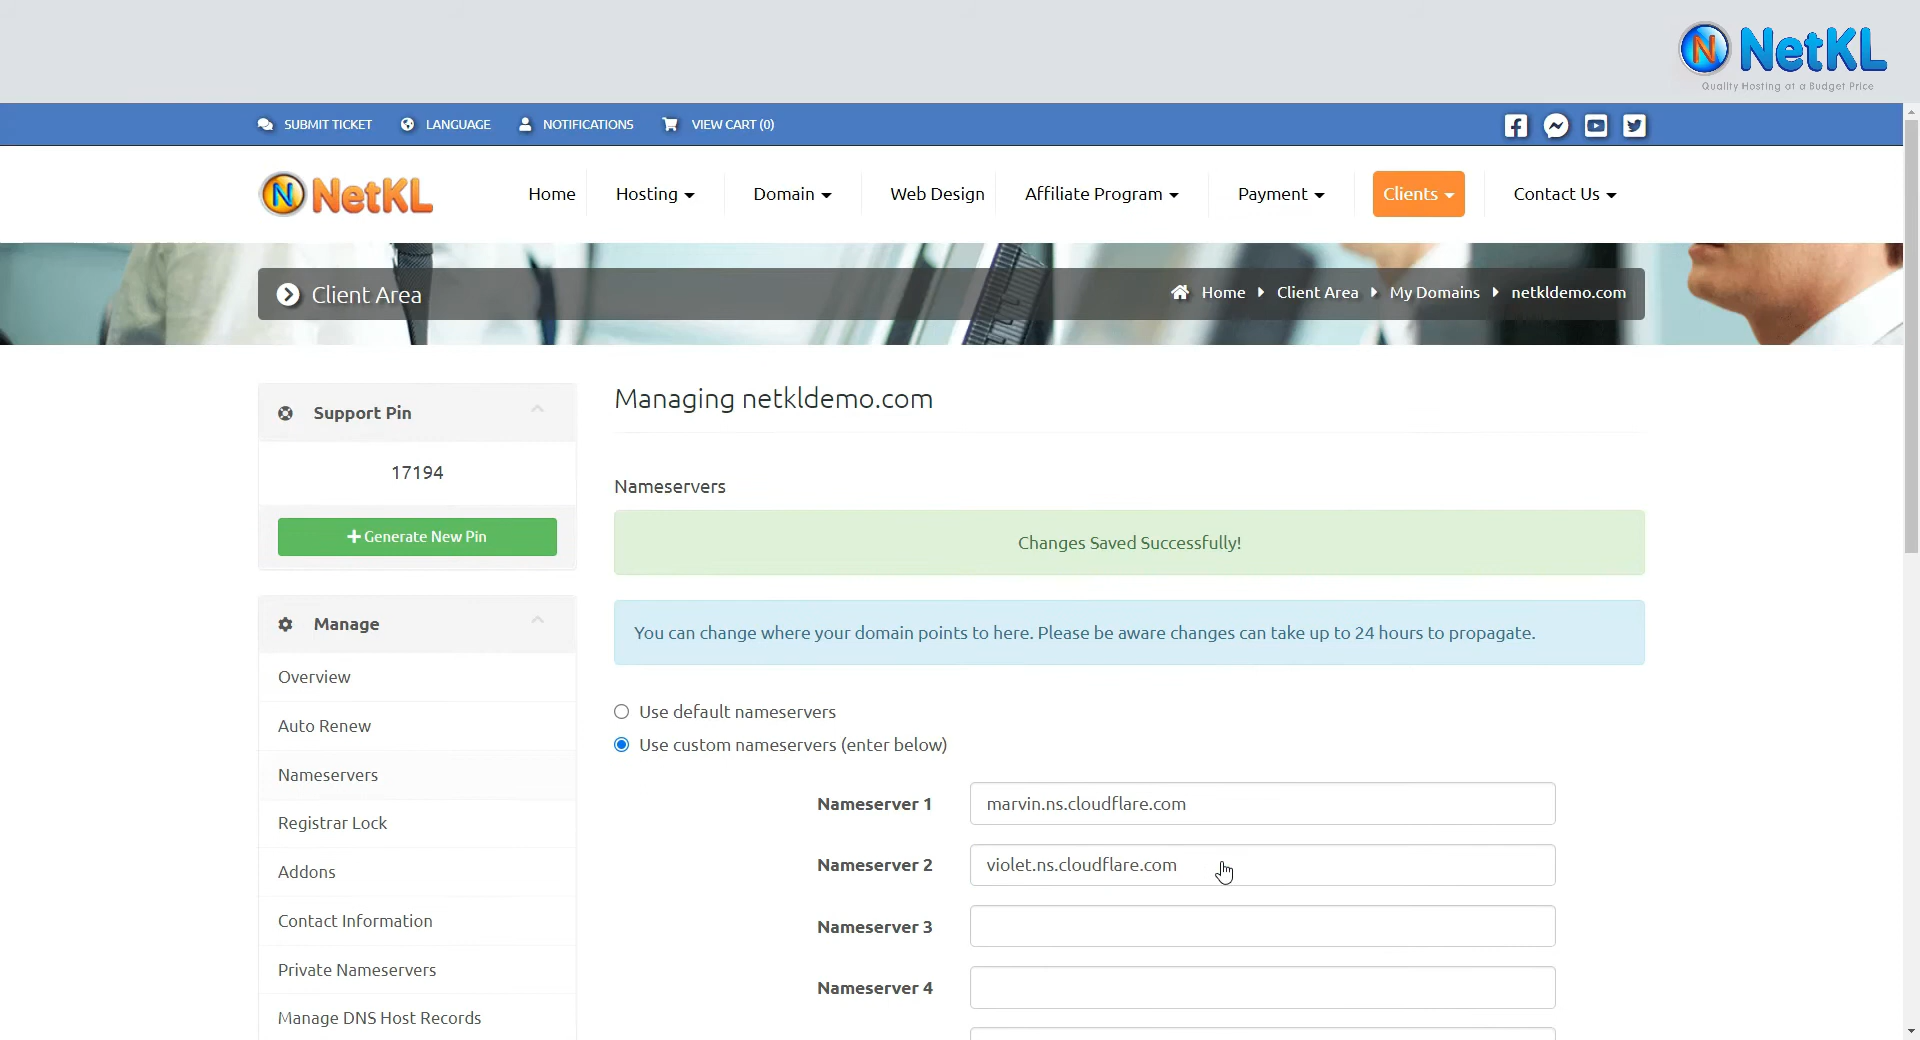 N NetKL
Quality Hosting at a Budget Price
SUBMIT TICKET LANGUAGE NOTIFICATIONS VIEW CART (0)
N NetKL Home Hosting Domain Web Design Affiliate Program Payment Clients Contact Us
Client Area Home Client Area My Domains netkldemo.com
Support Pin
17194
Generate New Pin
Manage
Overview
Auto Renew
Nameservers
Registrar Lock
Addons
Contact Information
Private Nameservers
Manage DNS Host Records
Managing netkldemo.com
Nameservers
Changes Saved Successfully!
You can change where your domain points to here. Please be aware changes can take up to 24 hours to propagate.
Use default nameservers
Use custom nameservers (enter below)
Nameserver 1 marvin.ns.cloudflare.com
Nameserver 2 violet.ns.cloudflare.com
Nameserver 3
Nameserver 4